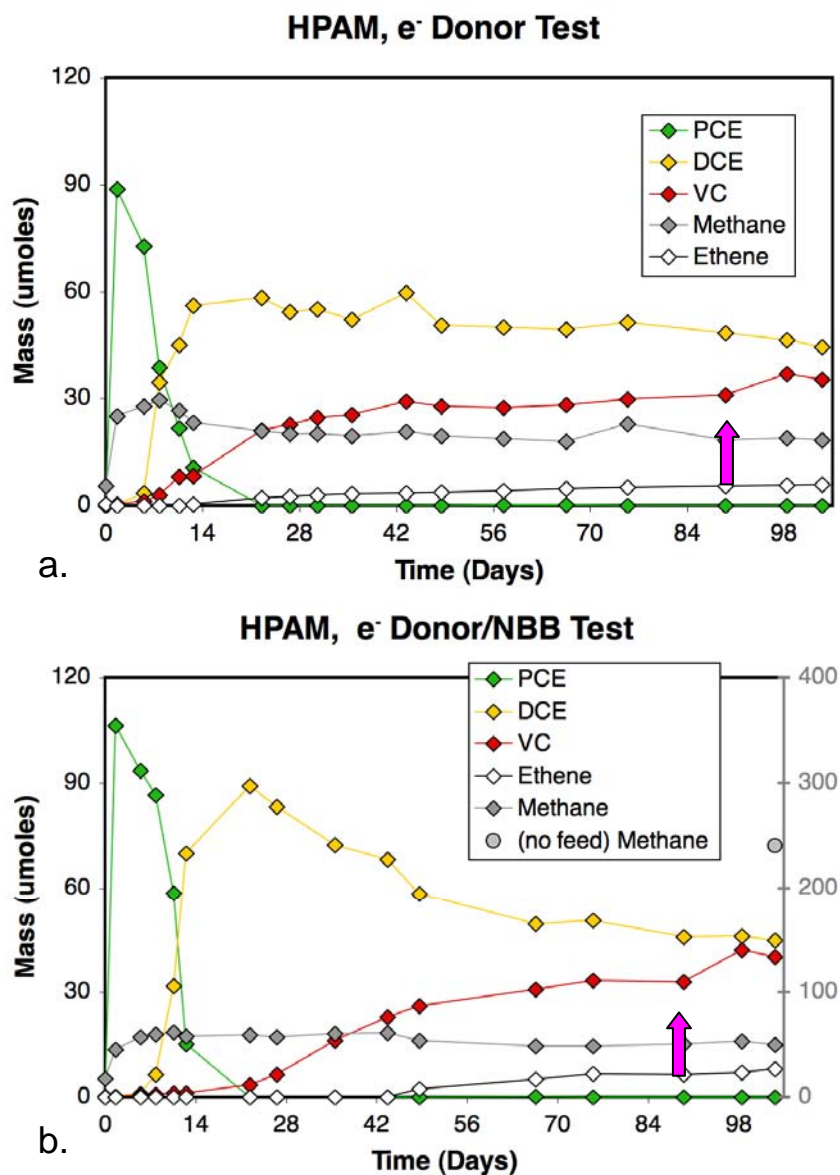 HPAM, e⁻ Donor Test
120
90
60
30
0
Mass (umoles)
PCE
DCE
VC
Methane
Ethene
0 14 28 42 56 70 84 98
Time (Days)
a.
HPAM, e⁻ Donor/NBB Test
120
90
60
30
0
Mass (umoles)
PCE
DCE
VC
Ethene
Methane
(no feed) Methane
400
300
200
100
0
0 14 28 42 56 70 84 98
Time (Days)
b.